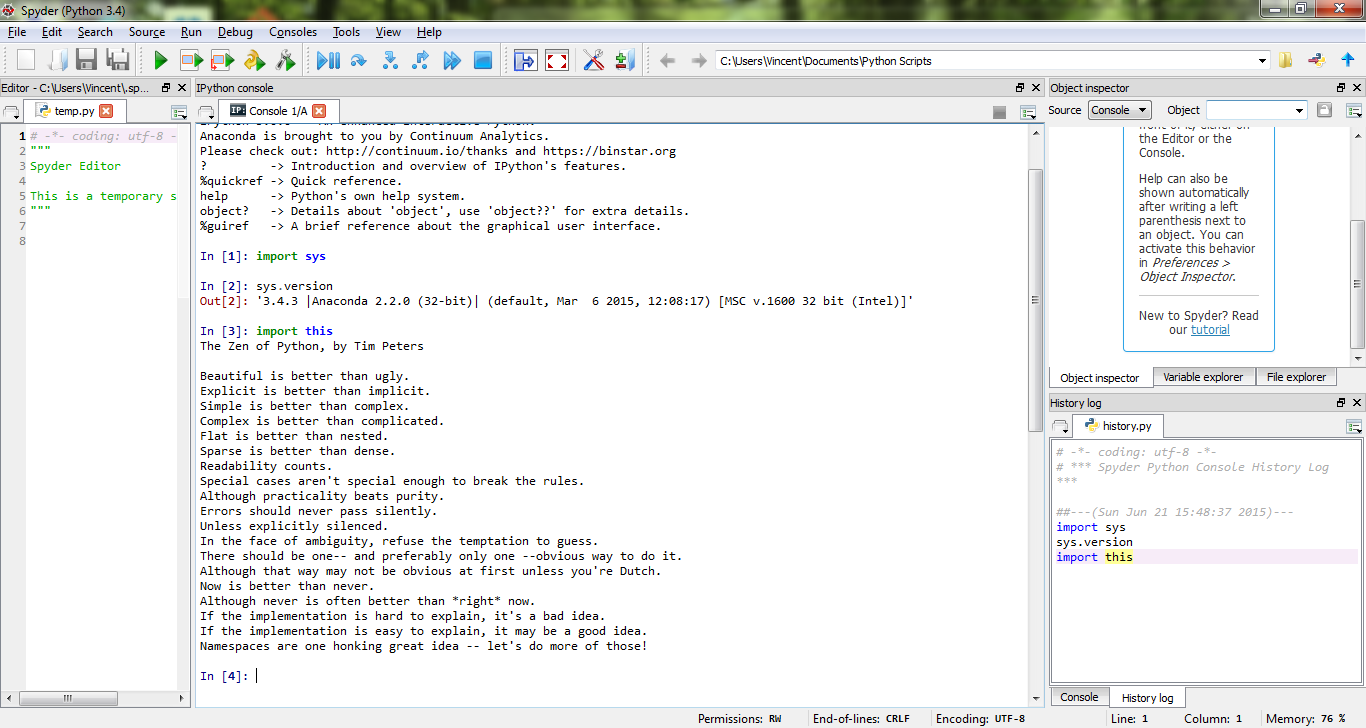 Spyder (Python 3.4)
File Edit Search Source Run Debug Consoles Tools View Help
C:\Users\Vincent\Documents\Python Scripts
Editor - C:\Users\Vincent\.sp...
temp.py
1 # -*- coding: utf-8 -
2 """
3 Spyder Editor
4
5 This is a temporary s
6 """
7
8
IPython console
IP: Console 1/A
Anaconda is brought to you by Continuum Analytics.
Please check out: http://continuum.io/thanks and https://binstar.org
? -> Introduction and overview of IPython's features.
%quickref -> Quick reference.
help -> Python's own help system.
object? -> Details about 'object', use 'object??' for extra details.
%guiref -> A brief reference about the graphical user interface.
In [1]: import sys
In [2]: sys.version
Out[2]: '3.4.3 |Anaconda 2.2.0 (32-bit)| (default, Mar  6 2015, 12:08:17) [MSC v.1600 32 bit (Intel)]'
In [3]: import this
The Zen of Python, by Tim Peters
Beautiful is better than ugly.
Explicit is better than implicit.
Simple is better than complex.
Complex is better than complicated.
Flat is better than nested.
Sparse is better than dense.
Readability counts.
Special cases aren't special enough to break the rules.
Although practicality beats purity.
Errors should never pass silently.
Unless explicitly silenced.
In the face of ambiguity, refuse the temptation to guess.
There should be one-- and preferably only one --obvious way to do it.
Although that way may not be obvious at first unless you're Dutch.
Now is better than never.
Although never is often better than *right* now.
If the implementation is hard to explain, it's a bad idea.
If the implementation is easy to explain, it may be a good idea.
Namespaces are one honking great idea -- let's do more of those!
In [4]:
Object inspector
Source Console Object
front of it, either on
the Editor or the
Console.
Help can also be
shown automatically
after writing a left
parenthesis next to
an object. You can
activate this behavior
in Preferences >
Object Inspector.
New to Spyder? Read
our tutorial
Object inspector Variable explorer File explorer
History log
history.py
# -*- coding: utf-8 -*-
# *** Spyder Python Console History Log
***
##---(Sun Jun 21 15:48:37 2015)---
import sys
sys.version
import this
Console History log
Permissions: RW End-of-lines: CRLF Encoding: UTF-8 Line: 1 Column: 1 Memory: 76 %